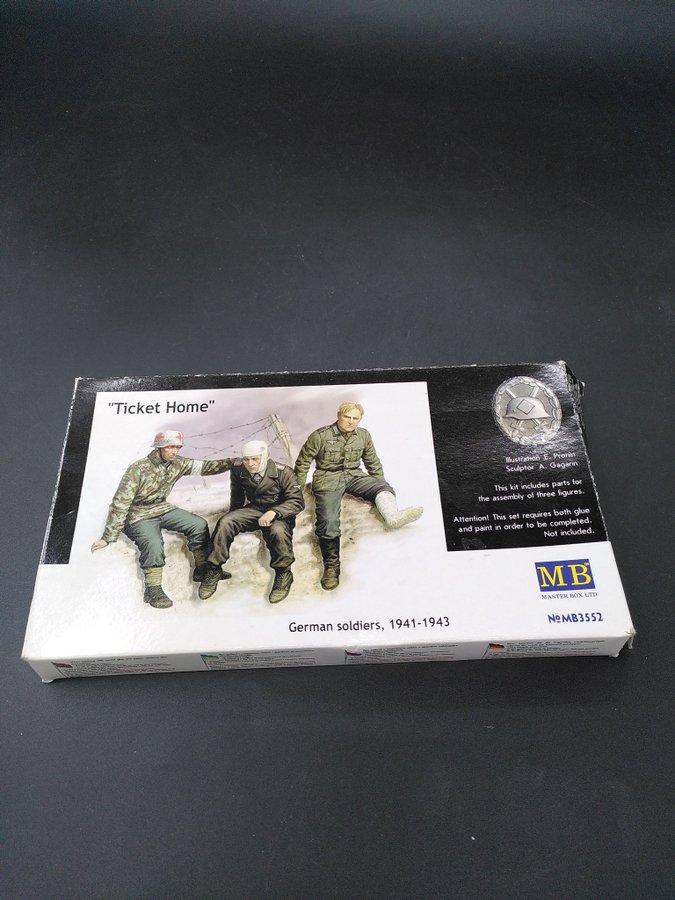 "Ticket Home"
Illustration E. Pronin
Sculptor A. Gagarin
This kit includes parts for
the assembly of three figures.
Attention! This set requires both glue
and paint in order to be completed.
Not included.
MB
MASTER BOX LTD
№MB3552
German soldiers, 1941-1943